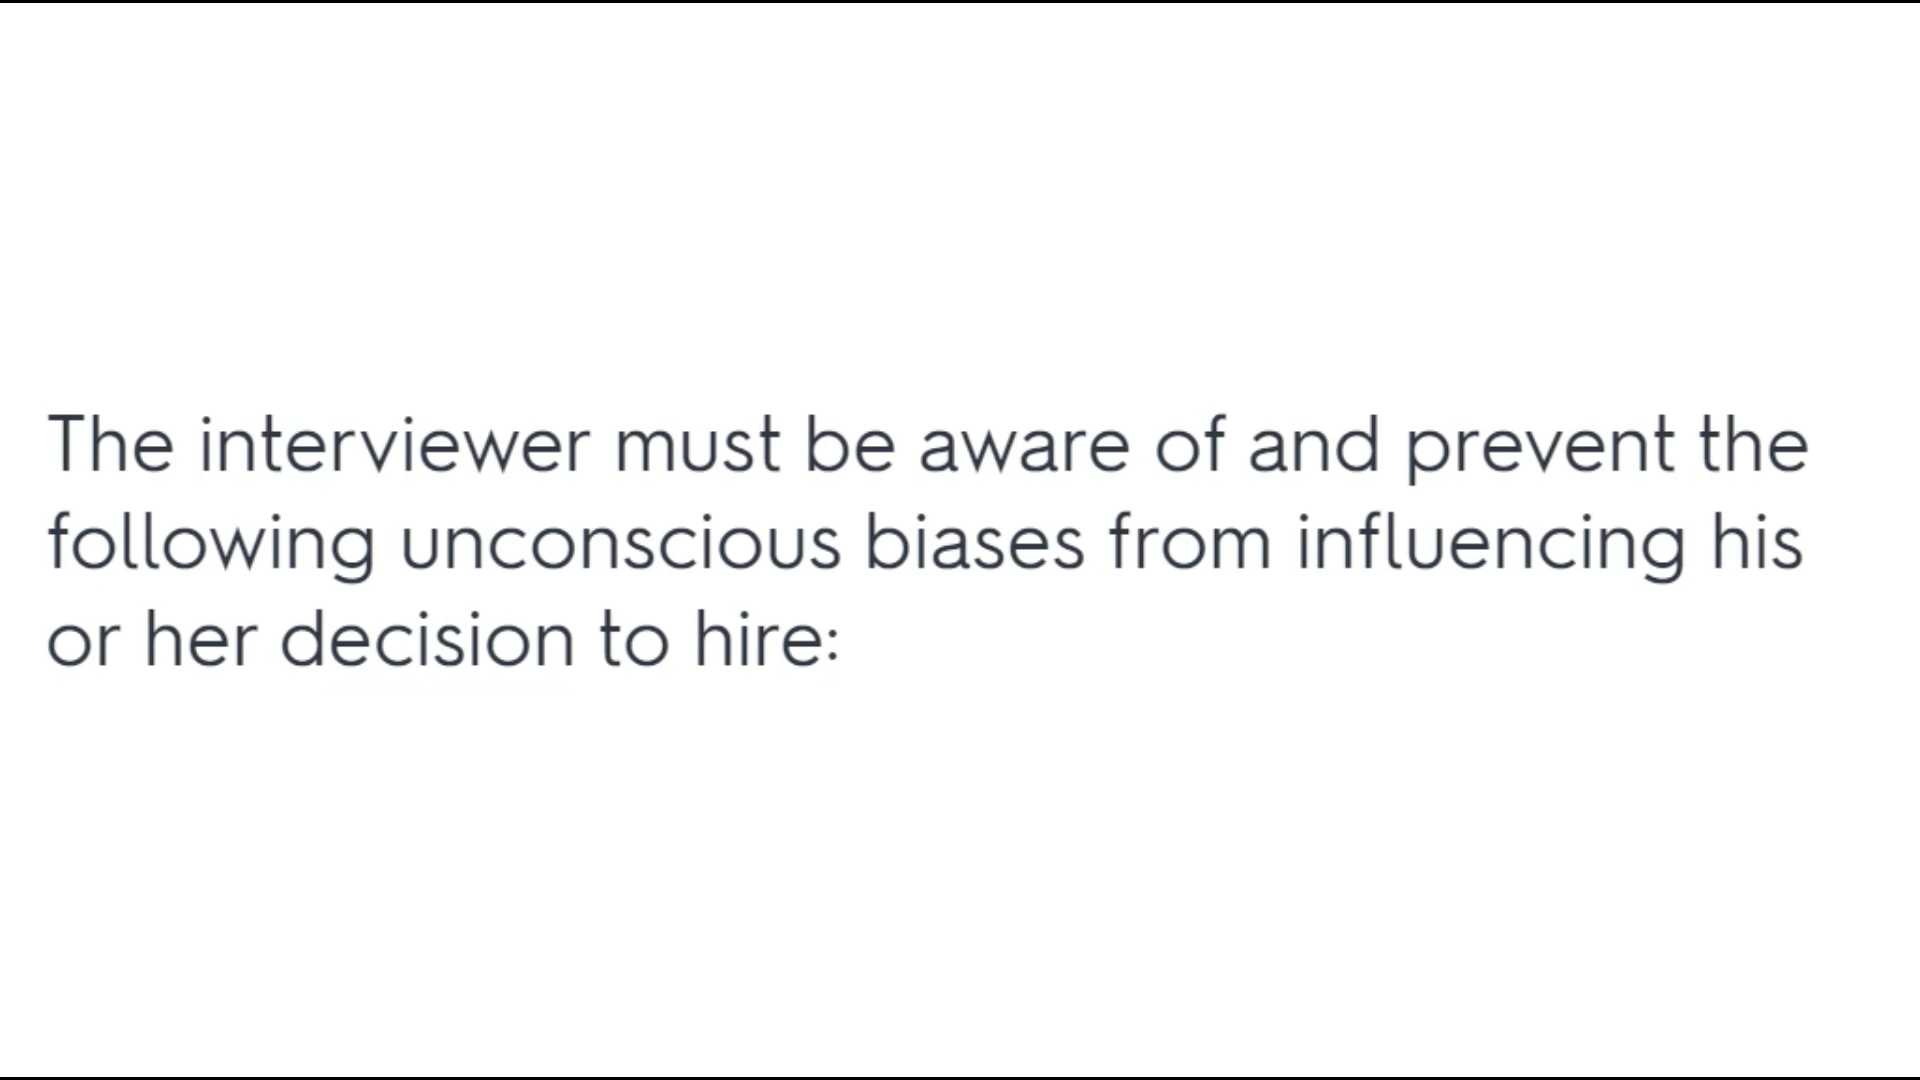 The interviewer must be aware of and prevent the
following unconscious biases from influencing his
or her decision to hire: